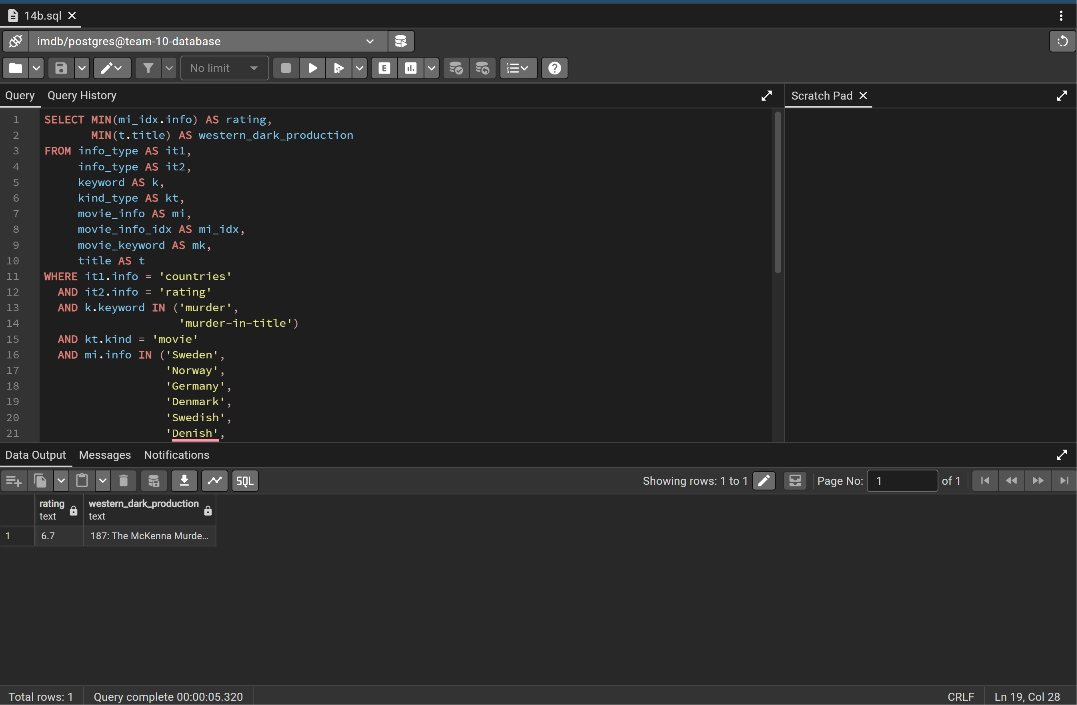 14b.sql
imdb/postgres@team-10-database
No limit
Query Query History
Scratch Pad
1 SELECT MIN(mi_idx.info) AS rating,
2 MIN(t.title) AS western_dark_production
3 FROM info_type AS it1,
4 info_type AS it2,
5 keyword AS k,
6 kind_type AS kt,
7 movie_info AS mi,
8 movie_info_idx AS mi_idx,
9 movie_keyword AS mk,
10 title AS t
11 WHERE it1.info = 'countries'
12 AND it2.info = 'rating'
13 AND k.keyword IN ('murder',
14 'murder-in-title')
15 AND kt.kind = 'movie'
16 AND mi.info IN ('Sweden',
17 'Norway',
18 'Germany',
19 'Denmark',
20 'Swedish',
21 'Denish',
Data Output Messages Notifications
SQL Showing rows: 1 to 1 Page No: 1 of 1
rating western_dark_production
text text
1 6.7 187: The McKenna Murde...
Total rows: 1 Query complete 00:00:05.320 CRLF Ln 19, Col 28